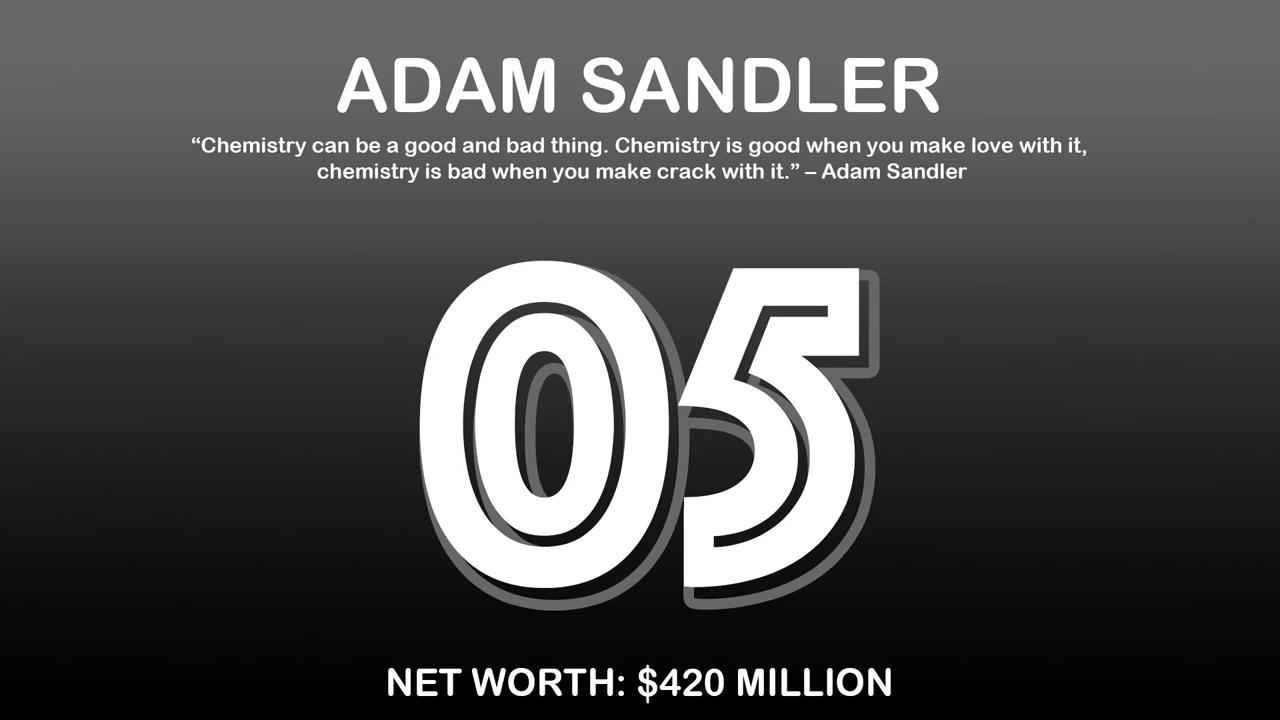 ADAM SANDLER
“Chemistry can be a good and bad thing. Chemistry is good when you make love with it,
chemistry is bad when you make crack with it.” – Adam Sandler
05
NET WORTH: $420 MILLION